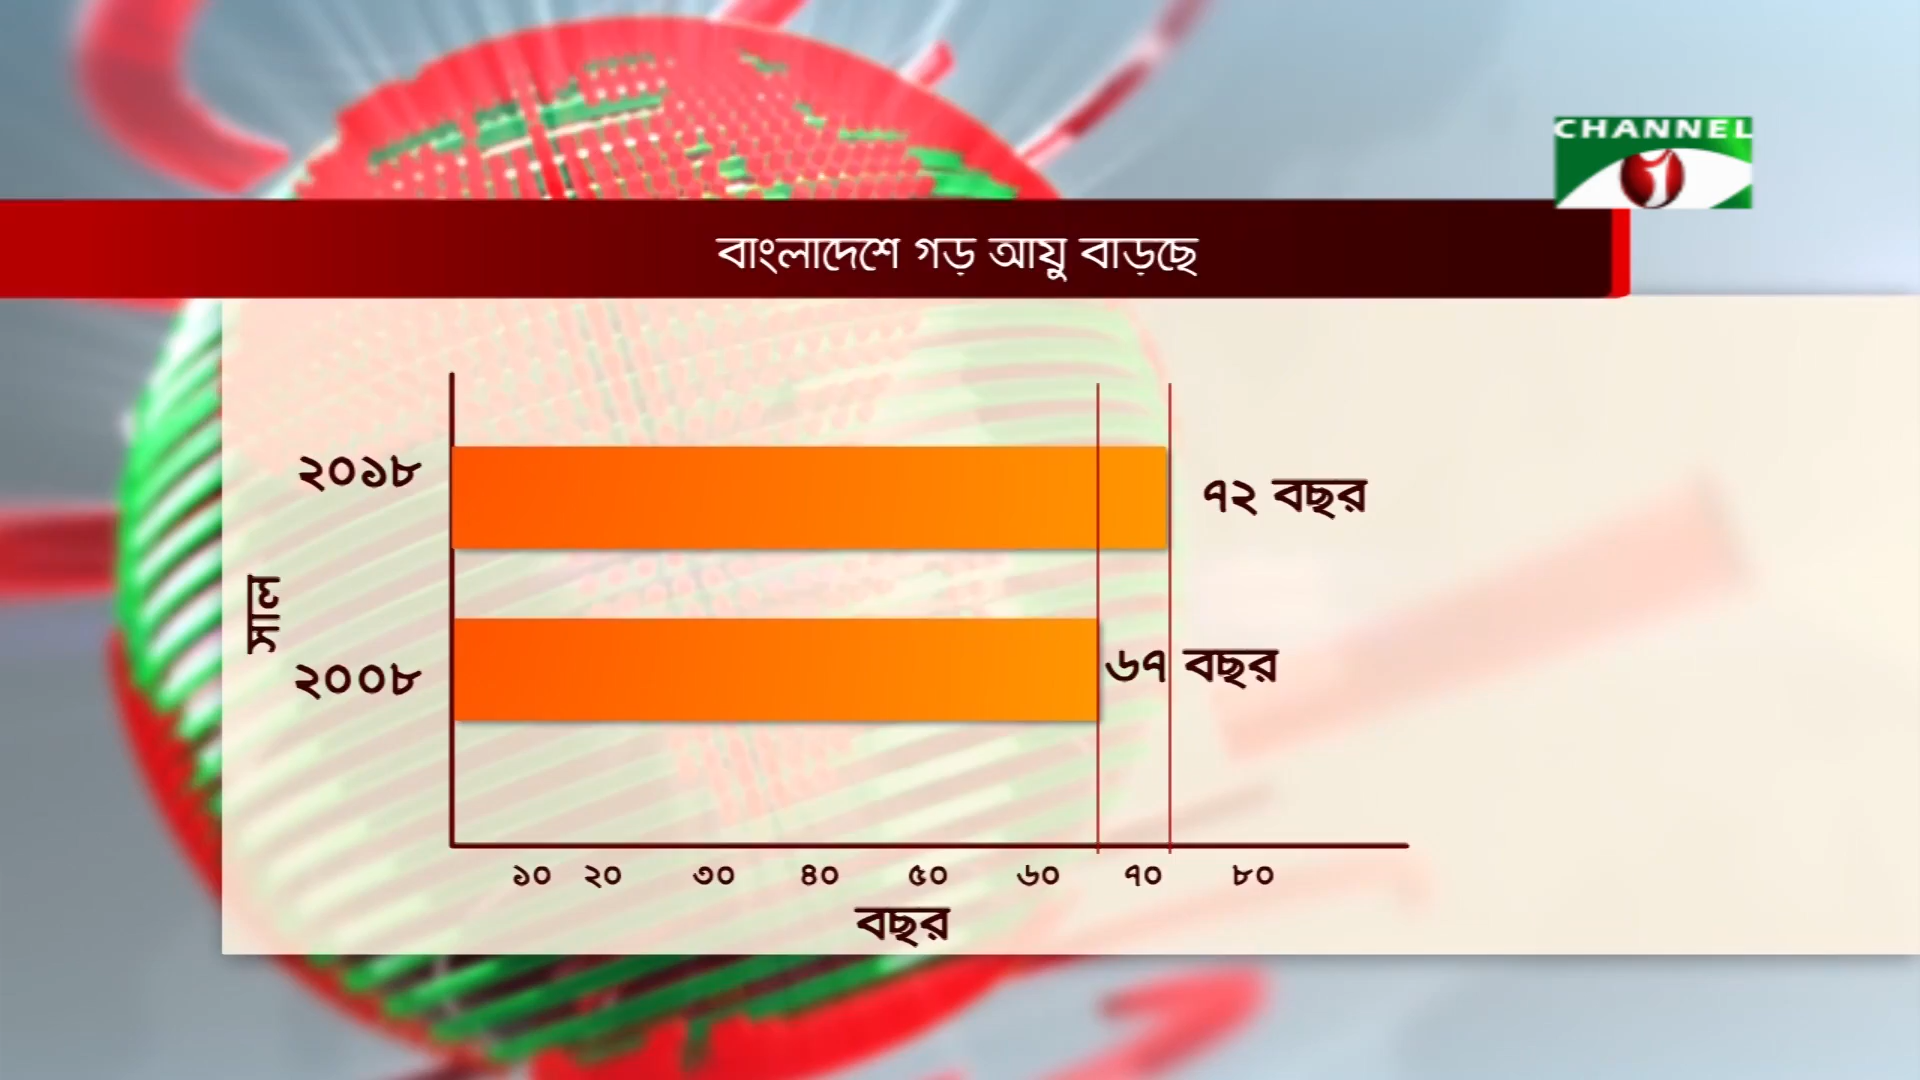 CHANNEL
বাংলাদেশে গড় আযু বাড়ছে
২০১৮
৭২ বছর
সাল
২০০৮
৬৭ বছর
১০ ২০ ৩০ ৪০ ৫০ ৬০ ৭০ ৮০
বছর